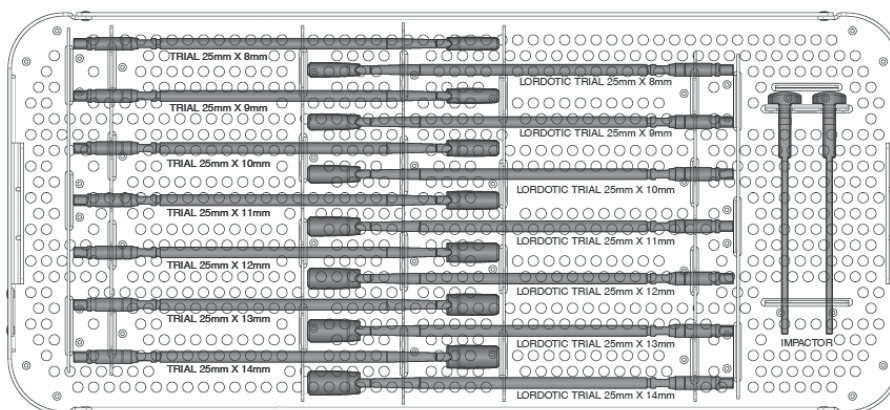 TRIAL 25mm X 8mm
LORDOTIC TRIAL 25mm X 8mm
TRIAL 25mm X 9mm
LORDOTIC TRIAL 25mm X 9mm
TRIAL 25mm X 10mm
LORDOTIC TRIAL 25mm X 10mm
TRIAL 25mm X 11mm
LORDOTIC TRIAL 25mm X 11mm
TRIAL 25mm X 12mm
LORDOTIC TRIAL 25mm X 12mm
TRIAL 25mm X 13mm
LORDOTIC TRIAL 25mm X 13mm
IMPACTOR
TRIAL 25mm X 14mm
LORDOTIC TRIAL 25mm X 14mm